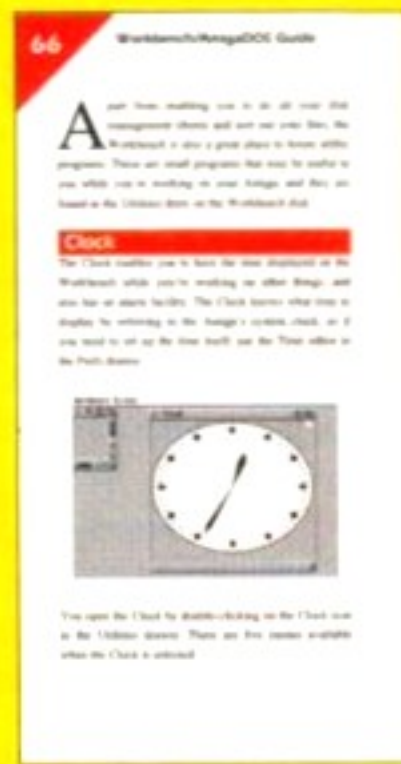 66
Workbench/AmigaDOS Guide
Apart from enabling you to do all your disk
management chores and sort out your files, the
Workbench is also a great place to house utility
programs. These are small programs that may be useful to
you while you're working on your Amiga and they are
found in the Utilities drawer on the Workbench disk.
Clock
The Clock enables you to have the time displayed on the
Workbench while you're working on other things, and
also has an alarm facility. The Clock knows what time to
display by referring to the Amiga's system clock, so if
you need to set up the time itself use the Time editor in
the Prefs drawer.
You open the Clock by double-clicking on the Clock icon
in the Utilities drawer. There are five menus available
when the Clock is selected.